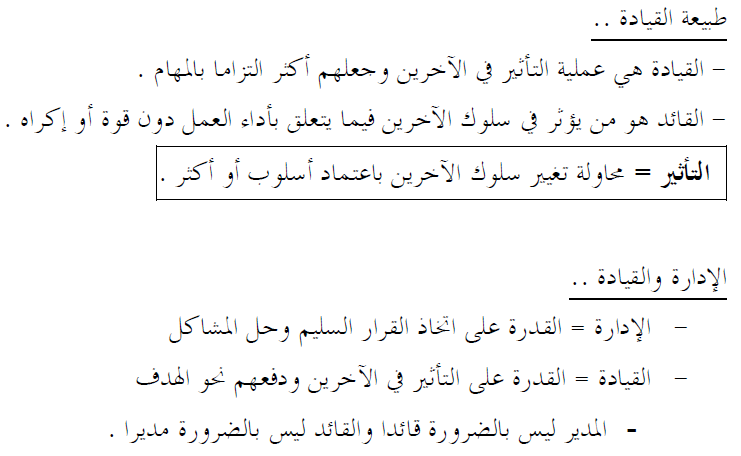 طبيعة القيادة ..
– القيادة هي عملية التأثير في الآخرين وجعلهم أكثر التزاما بالمهام .
– القائد هو من يؤثر في سلوك الآخرين فيما يتعلق بأداء العمل دون قوة أو إكراه .
التأثير = محاولة تغيير سلوك الآخرين باعتماد أسلوب أو أكثر .
الإدارة والقيادة ..
– الإدارة = القدرة على اتخاذ القرار السليم وحل المشاكل
– القيادة = القدرة على التأثير في الآخرين ودفعهم نحو الهدف
- المدير ليس بالضرورة قائدا والقائد ليس بالضرورة مديرا .